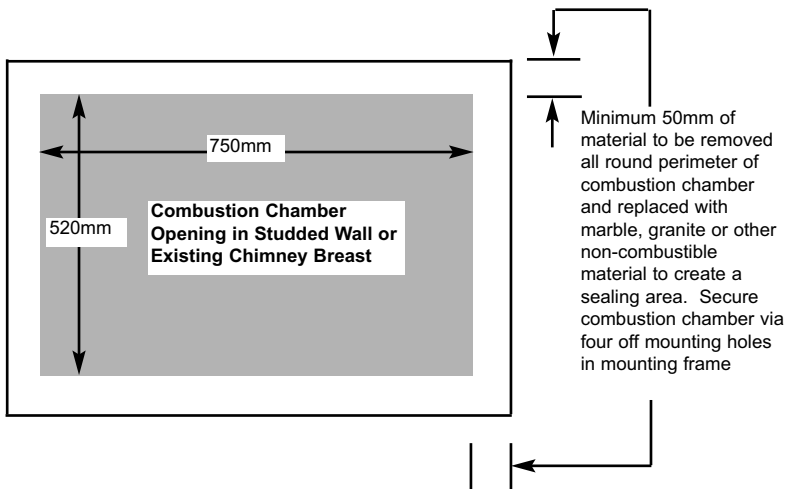 750mm
520mm
Combustion Chamber
Opening in Studded Wall or
Existing Chimney Breast
Minimum 50mm of
material to be removed
all round perimeter of
combustion chamber
and replaced with
marble, granite or other
non-combustible
material to create a
sealing area.  Secure
combustion chamber via
four off mounting holes
in mounting frame